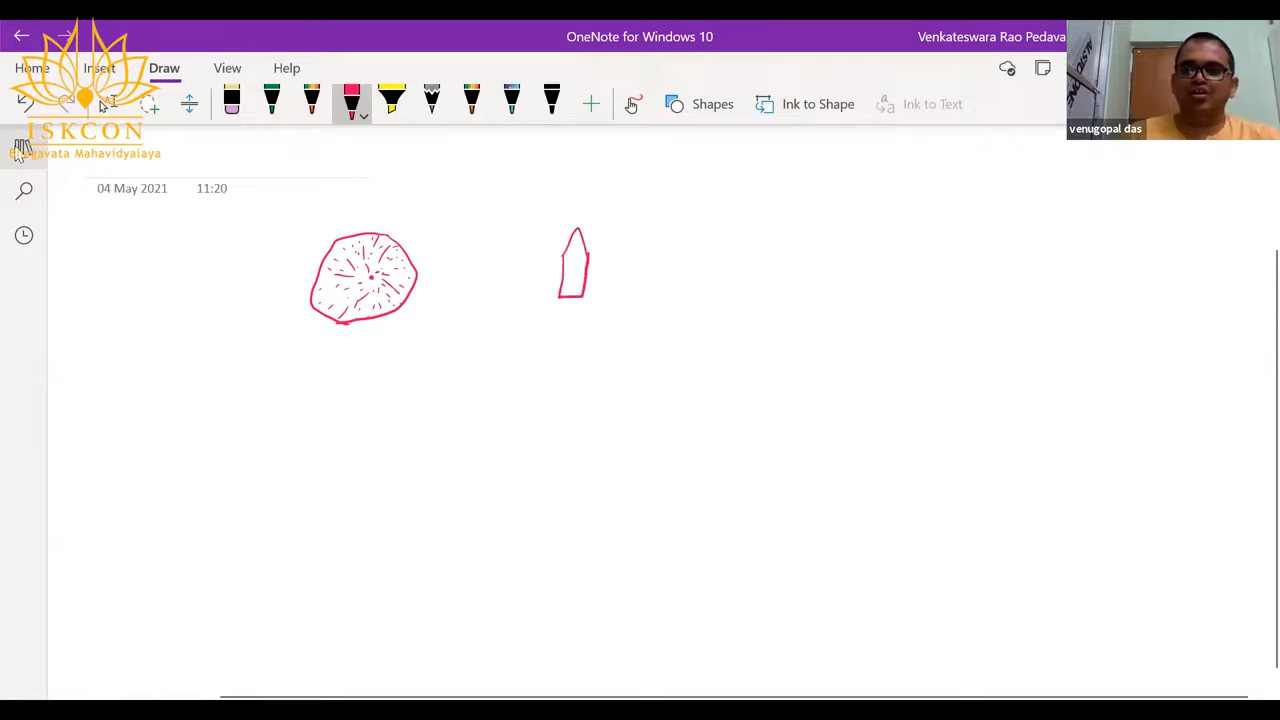 OneNote for Windows 10
Venkateswara Rao Pedava
Home Insert Draw View Help
Shapes Ink to Shape Ink to Text
ISKCON
Bhagavata Mahavidyalaya
venugopal das
04 May 2021 11:20